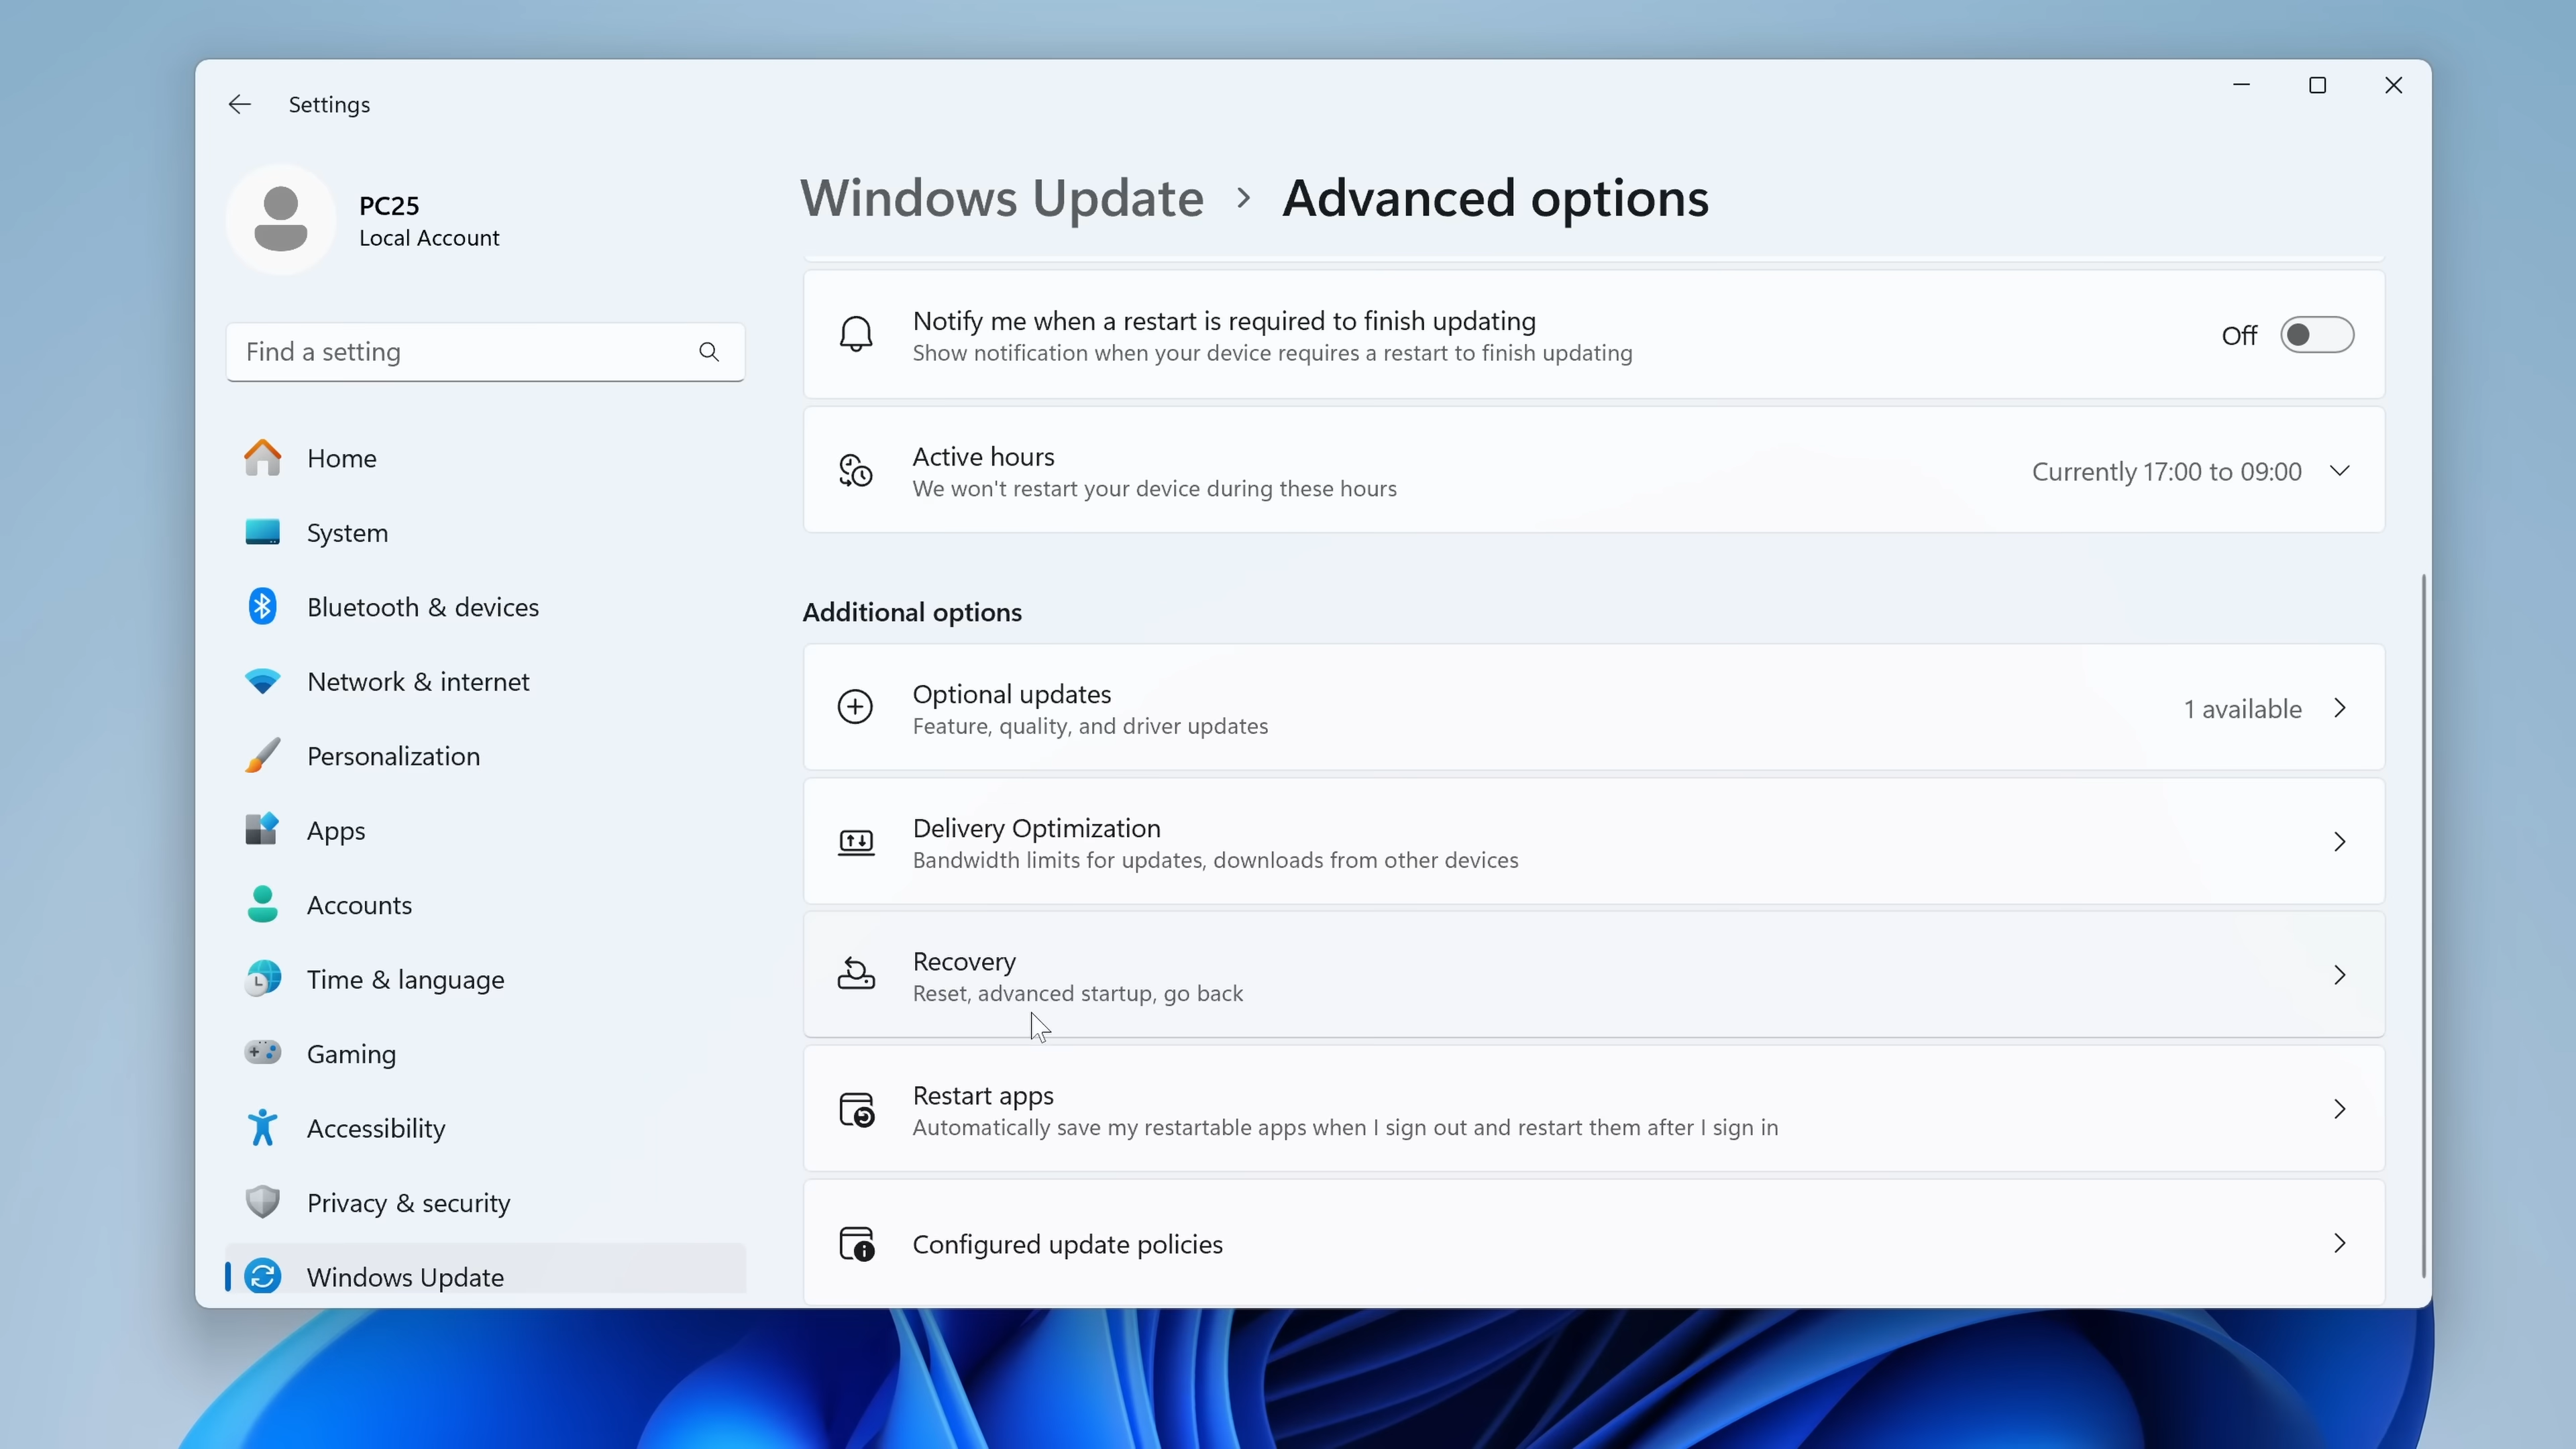 Settings
PC25
Local Account
Find a setting
Home
System
Bluetooth & devices
Network & internet
Personalization
Apps
Accounts
Time & language
Gaming
Accessibility
Privacy & security
Windows Update
Windows Update > Advanced options
Notify me when a restart is required to finish updating
Show notification when your device requires a restart to finish updating
Off
Active hours
We won't restart your device during these hours
Currently 17:00 to 09:00
Additional options
Optional updates
Feature, quality, and driver updates
1 available
Delivery Optimization
Bandwidth limits for updates, downloads from other devices
Recovery
Reset, advanced startup, go back
Restart apps
Automatically save my restartable apps when I sign out and restart them after I sign in
Configured update policies